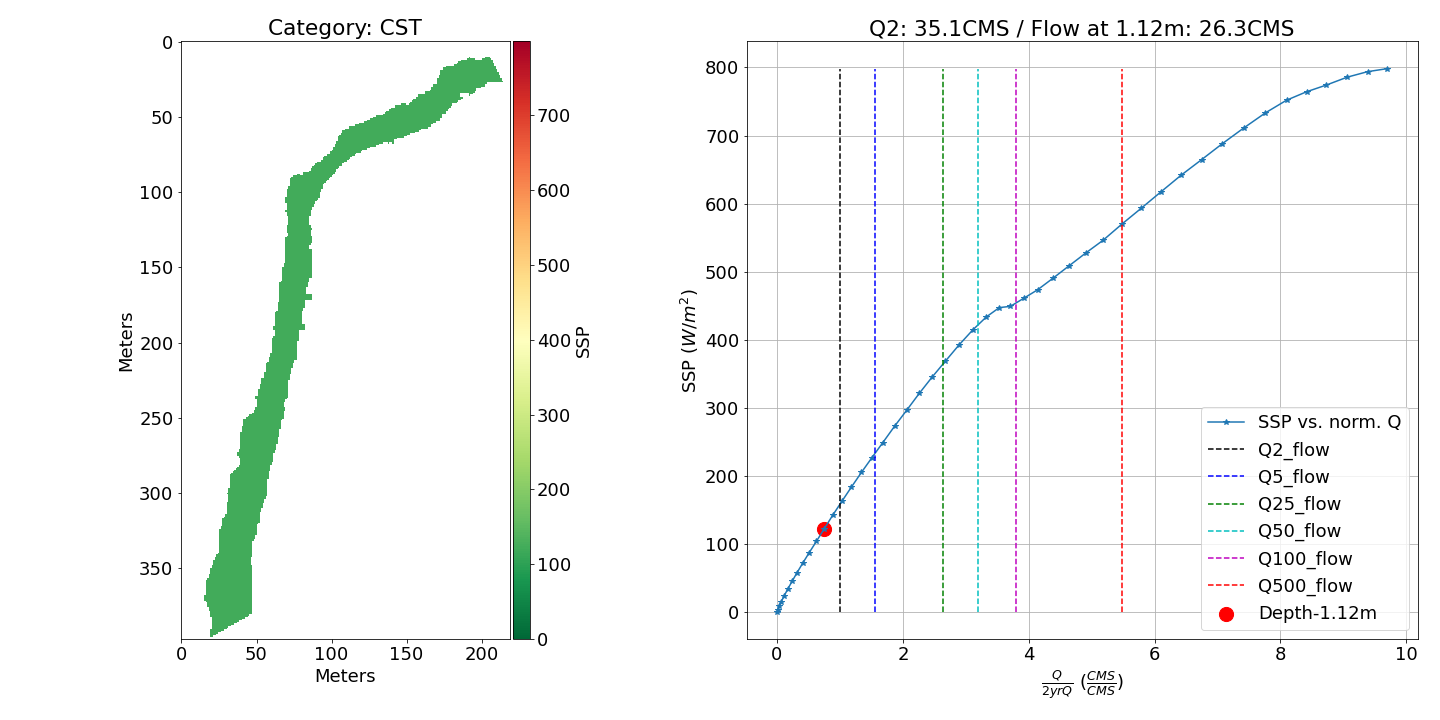 Category: CST
0
50
100
150
200
250
300
350
Meters
0 50 100 150 200
Meters
700
600
500
400
300
200
100
0
SSP
Q2: 35.1CMS / Flow at 1.12m: 26.3CMS
800
700
600
500
400
300
200
100
0
SSP (W/m²)
0 2 4 6 8 10
Q/2yrQ (CMS/CMS)
SSP vs. norm. Q
Q2_flow
Q5_flow
Q25_flow
Q50_flow
Q100_flow
Q500_flow
Depth-1.12m